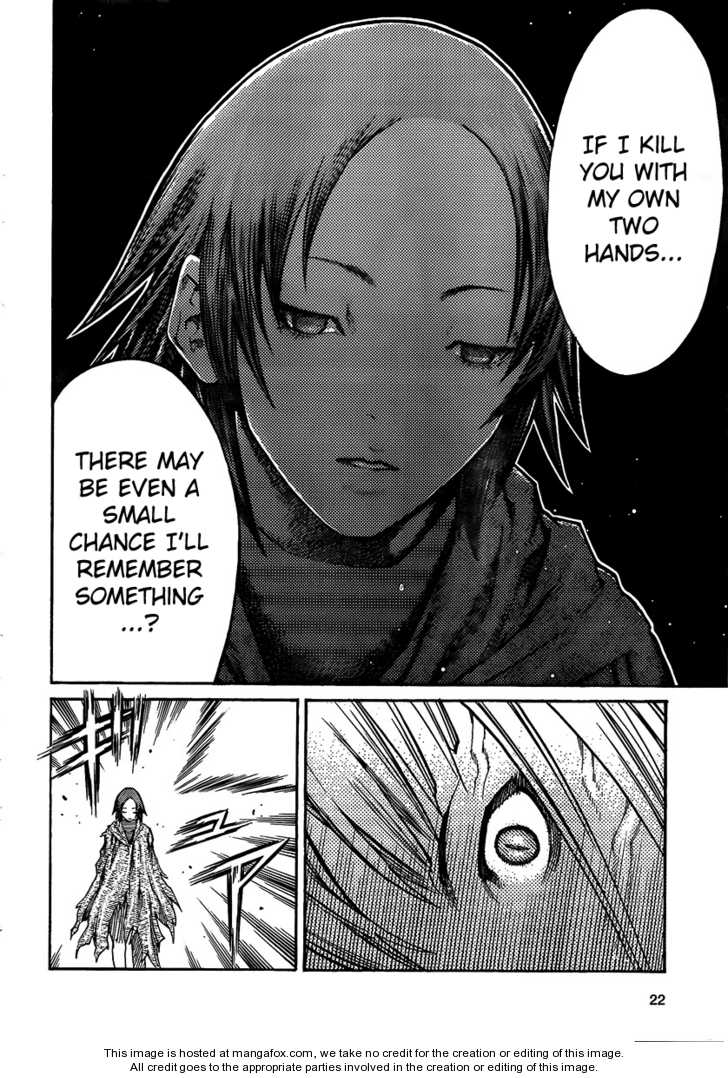 IF I KILL
YOU WITH
MY OWN
TWO
HANDS...
THERE MAY
BE EVEN A
SMALL
CHANCE I'LL
REMEMBER
SOMETHING
...?
22
This image is hosted at mangafox.com, we take no credit for the creation or editing of this image.
All credit goes to the appropriate parties involved in the creation or editing of this image.